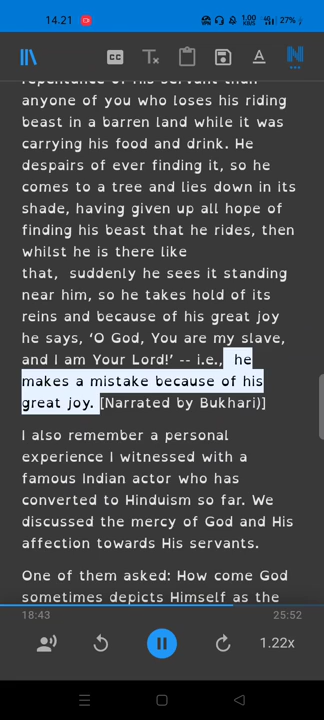 14.21
1.00
KB/S
4G
27%
CC
repentance of His servant than
anyone of you who loses his riding
beast in a barren land while it was
carrying his food and drink. He
despairs of ever finding it, so he
comes to a tree and lies down in its
shade, having given up all hope of
finding his beast that he rides, then
whilst he is there like
that,  suddenly he sees it standing
near him, so he takes hold of its
reins and because of his great joy
he says, ‘O God, You are my slave,
and I am Your Lord!’ -- i.e.,  he
makes a mistake because of his
great joy. [Narrated by Bukhari)]
I also remember a personal
experience I witnessed with a
famous Indian actor who has
converted to Hinduism so far. We
discussed the mercy of God and His
affection towards His servants.
One of them asked: How come God
sometimes depicts Himself as the
18:43
25:52
1.22x